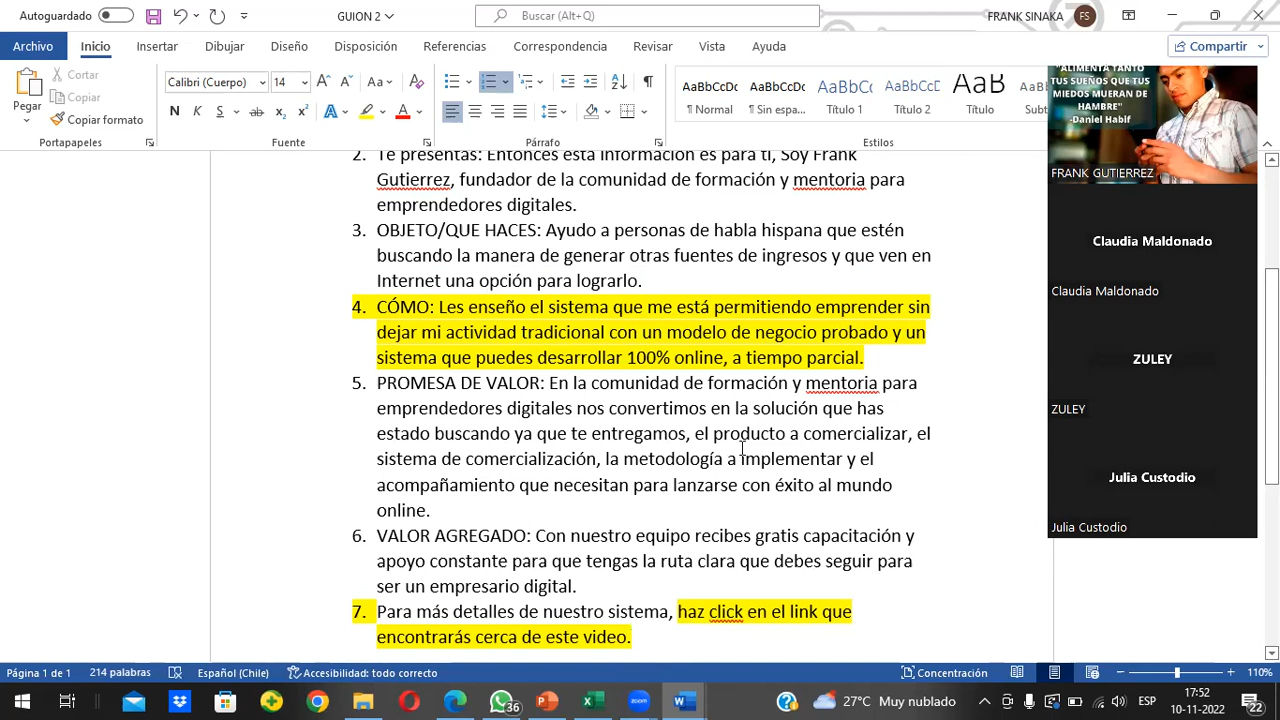 Autoguardado
GUION 2
Buscar (Alt+Q)
FRANK SINAKA
FS
Archivo
Inicio
Insertar
Dibujar
Diseño
Disposición
Referencias
Correspondencia
Revisar
Vista
Ayuda
Compartir
Pegar
Cortar
Copiar
Copiar formato
Portapapeles
Calibri (Cuerpo)
14
Fuente
Párrafo
AaBbCcDc
Normal
AaBbCcDc
Sin espa...
AaBbC
Título 1
AaBbCcC
Título 2
AaB
Título
Subt
Estilos
"ALIMENTA TANTO
TUS SUEÑOS QUE TUS
MIEDOS MUERAN DE
HAMBRE"
-Daniel Habif
FRANK GUTIERREZ
Claudia Maldonado
Claudia Maldonado
ZULEY
ZULEY
Julia Custodio
Julia Custodio
2. Te presentas: Entonces esta información es para ti, Soy Frank
Gutierrez, fundador de la comunidad de formación y mentoria para
emprendedores digitales.
3. OBJETO/QUE HACES: Ayudo a personas de habla hispana que estén
buscando la manera de generar otras fuentes de ingresos y que ven en
Internet una opción para lograrlo.
4. CÓMO: Les enseño el sistema que me está permitiendo emprender sin
dejar mi actividad tradicional con un modelo de negocio probado y un
sistema que puedes desarrollar 100% online, a tiempo parcial.
5. PROMESA DE VALOR: En la comunidad de formación y mentoria para
emprendedores digitales nos convertimos en la solución que has
estado buscando ya que te entregamos, el producto a comercializar, el
sistema de comercialización, la metodología a implementar y el
acompañamiento que necesitan para lanzarse con éxito al mundo
online.
6. VALOR AGREGADO: Con nuestro equipo recibes gratis capacitación y
apoyo constante para que tengas la ruta clara que debes seguir para
ser un empresario digital.
7. Para más detalles de nuestro sistema, haz click en el link que
encontrarás cerca de este video.
Página 1 de 1
214 palabras
Español (Chile)
Accesibilidad: todo correcto
Concentración
110%
36
zoom
27°C Muy nublado
ESP
17:52
10-11-2022
22